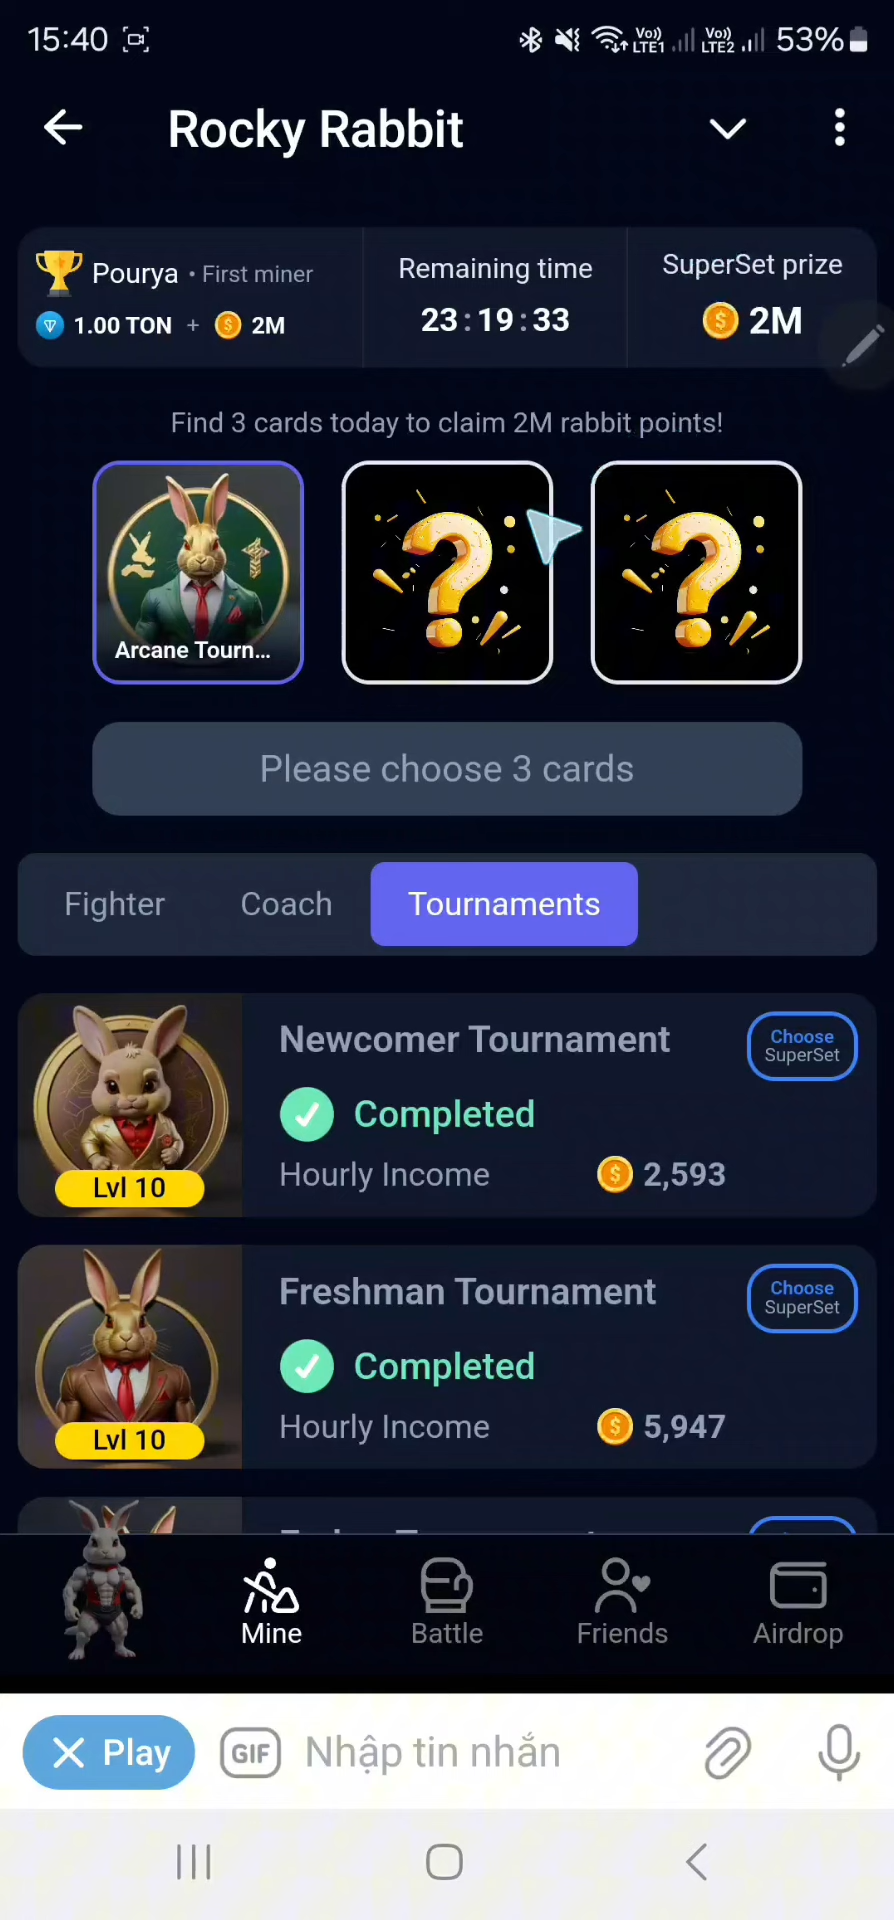 15:40
Vo)) LTE1
Vo)) LTE2
53%
Rocky Rabbit
Pourya • First miner
1.00 TON + 2M
Remaining time
23:19:33
SuperSet prize
2M
Find 3 cards today to claim 2M rabbit points!
Arcane Tourn...
Please choose 3 cards
Fighter
Coach
Tournaments
Newcomer Tournament
Choose
SuperSet
Completed
Hourly Income
2,593
Lvl 10
Freshman Tournament
Choose
SuperSet
Completed
Hourly Income
5,947
Lvl 10
Mine
Battle
Friends
Airdrop
Play
GIF
Nhập tin nhắn